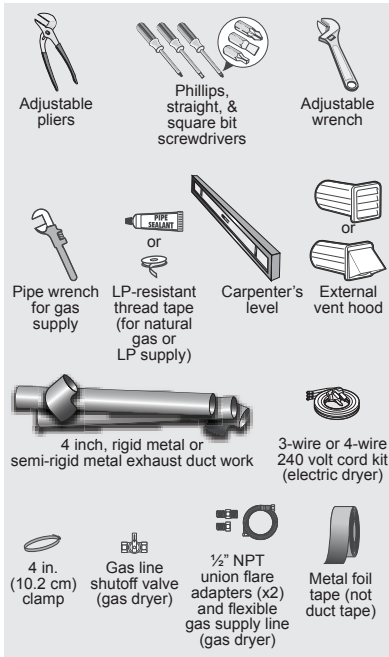 Adjustable
pliers
Phillips,
straight, &
square bit
screwdrivers
Adjustable
wrench
PIPE
SEALANT
or
or
Pipe wrench
for gas
supply
LP-resistant
thread tape
(for natural
gas or
LP supply)
Carpenter's
level
External
vent hood
4 inch, rigid metal or
semi-rigid metal exhaust duct work
3-wire or 4-wire
240 volt cord kit
(electric dryer)
4 in.
(10.2 cm)
clamp
Gas line
shutoff valve
(gas dryer)
½" NPT
union flare
adapters (x2)
and flexible
gas supply line
(gas dryer)
Metal foil
tape (not
duct tape)